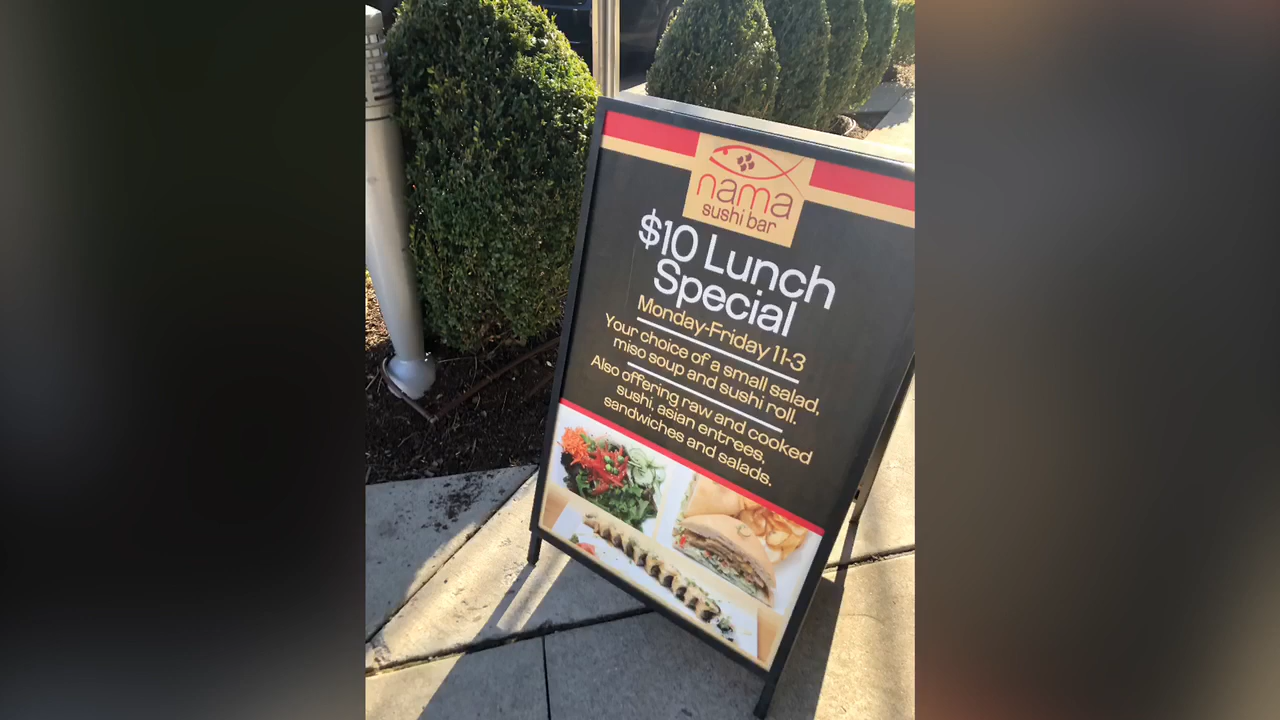 nama
sushi bar
$10 Lunch
Special
Monday-Friday 11-3
Your choice of a small salad,
miso soup and sushi roll.
Also offering raw and cooked
sushi, asian entrees,
sandwiches and salads.